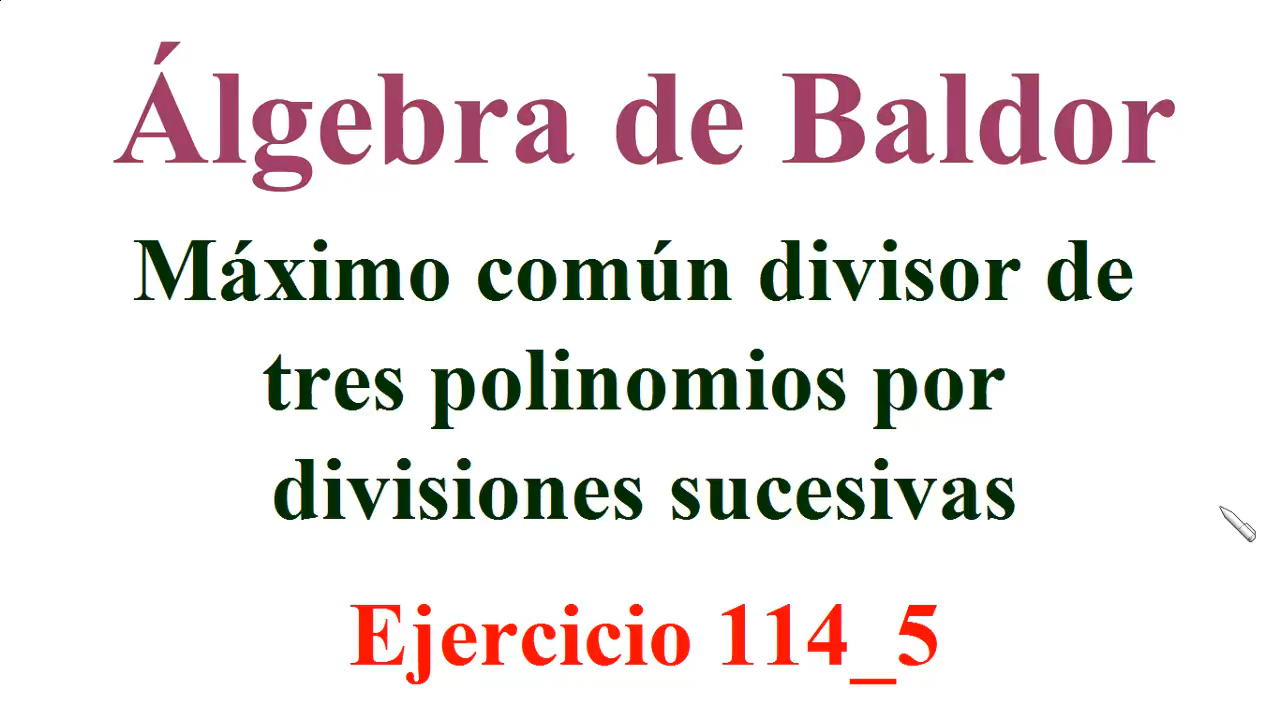 Álgebra de Baldor
Máximo común divisor de
tres polinomios por
divisiones sucesivas
Ejercicio 114_5